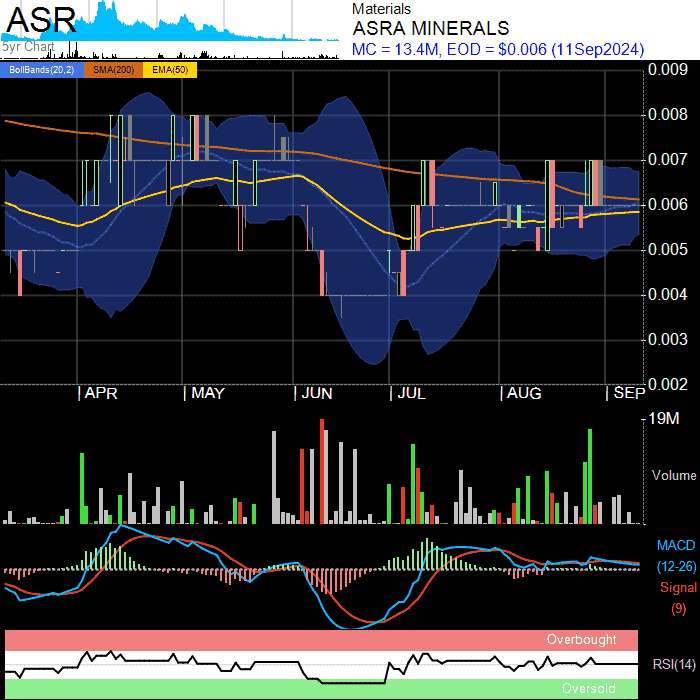 ASR
5yr Chart
Materials
ASRA MINERALS
MC = 13.4M, EOD = $0.006 (11Sep2024)
BollBands(20,2) SMA(200) EMA(50)
0.009
0.008
0.007
0.006
0.005
0.004
0.003
0.002
APR MAY JUN JUL AUG SEP
19M
Volume
MACD
(12-26)
Signal
(9)
Overbought
RSI(14)
Oversold